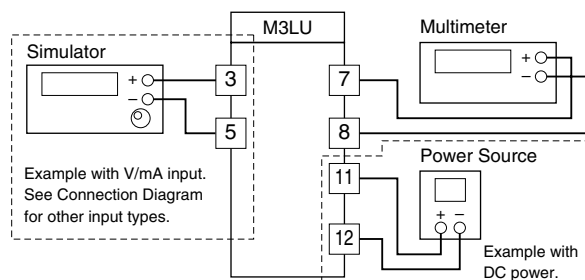 M3LU
Simulator
Multimeter
+
−
3
5
7
8
+
−
Example with V/mA input.
See Connection Diagram
for other input types.
Power Source
11
12
+ −
Example with
DC power.